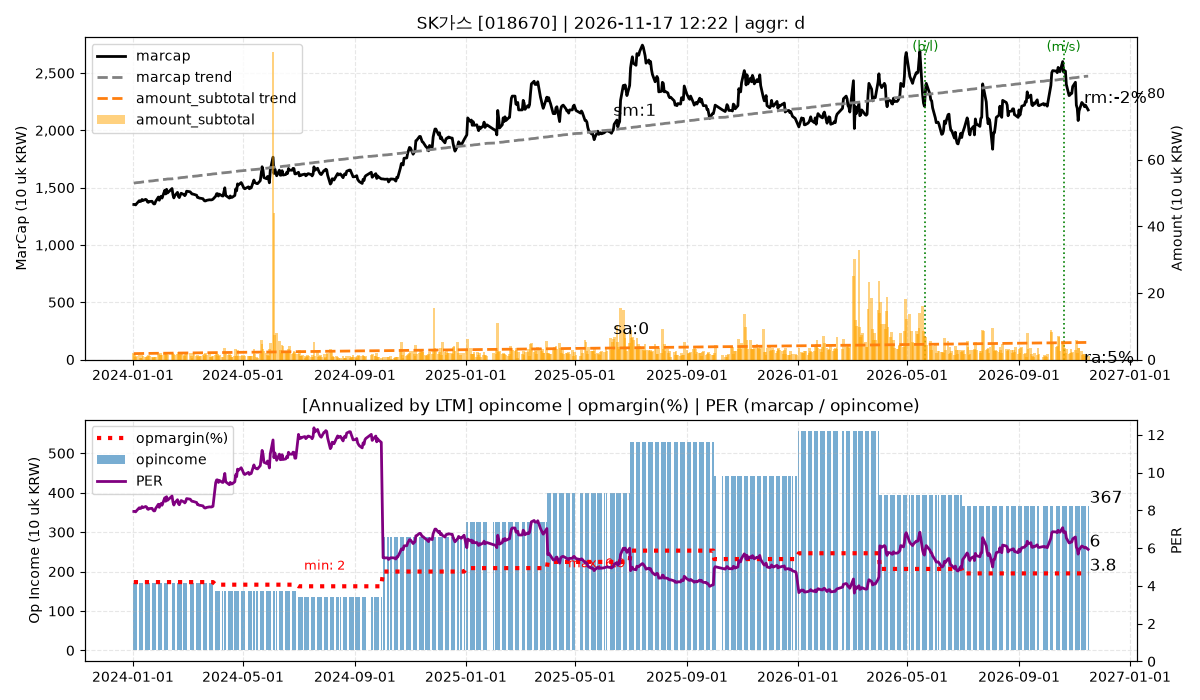 SK가스 [018670] | 2026-11-17 12:22 | aggr: d
marcap
marcap trend
amount_subtotal trend
amount_subtotal
(b/l)
(m/s)
sm:1
sa:0
rm:-2%
ra:5%
MarCap (10 uk KRW)
2,500
2,000
1,500
1,000
500
0
Amount (10 uk KRW)
80
60
40
20
0
2024-01-01
2024-05-01
2024-09-01
2025-01-01
2025-05-01
2025-09-01
2026-01-01
2026-05-01
2026-09-01
2027-01-01
[Annualized by LTM] opincome | opmargin(%) | PER (marcap / opincome)
opmargin(%)
opincome
PER
min: 2
367
6
3.8
Op Income (10 uk KRW)
500
400
300
200
100
0
PER
12
10
8
6
4
2
0
2024-01-01
2024-05-01
2024-09-01
2025-01-01
2025-05-01
2025-09-01
2026-01-01
2026-05-01
2026-09-01
2027-01-01